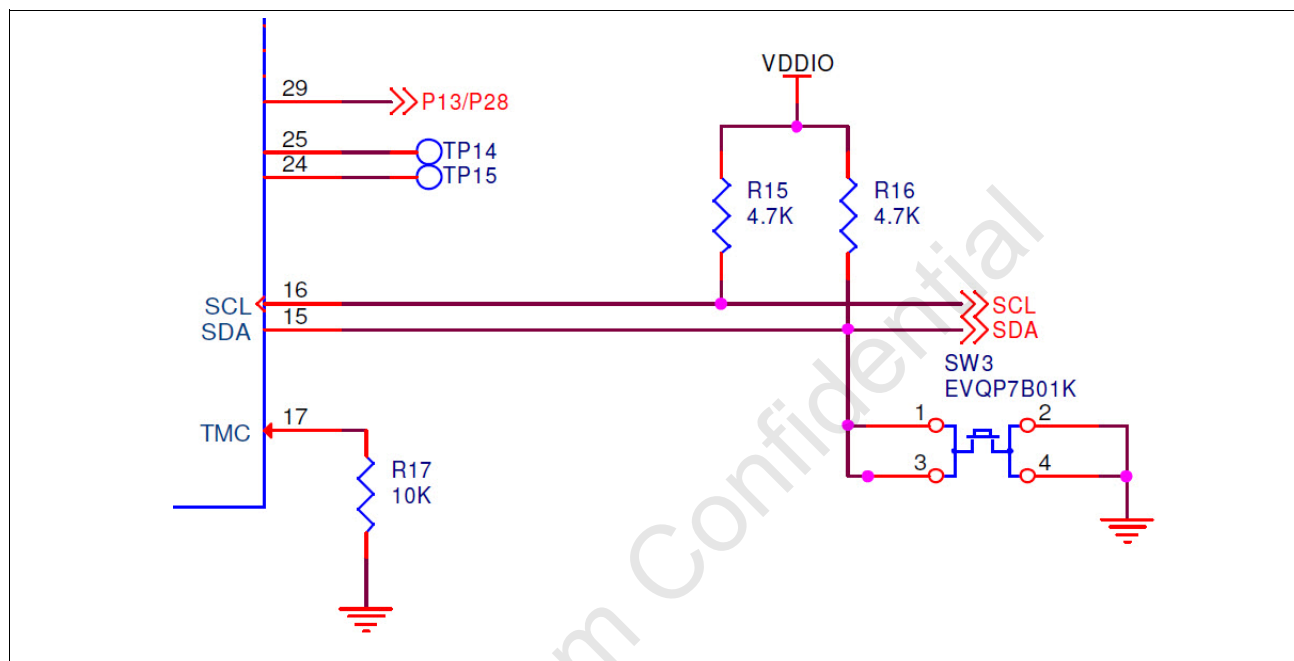 VDDIO
29
P13/P28
25
TP14
24
TP15
R15
4.7K
R16
4.7K
SCL
16
SCL
SDA
15
SDA
SW3
EVQP7B01K
1
2
3
4
TMC
17
R17
10K
m Confidential